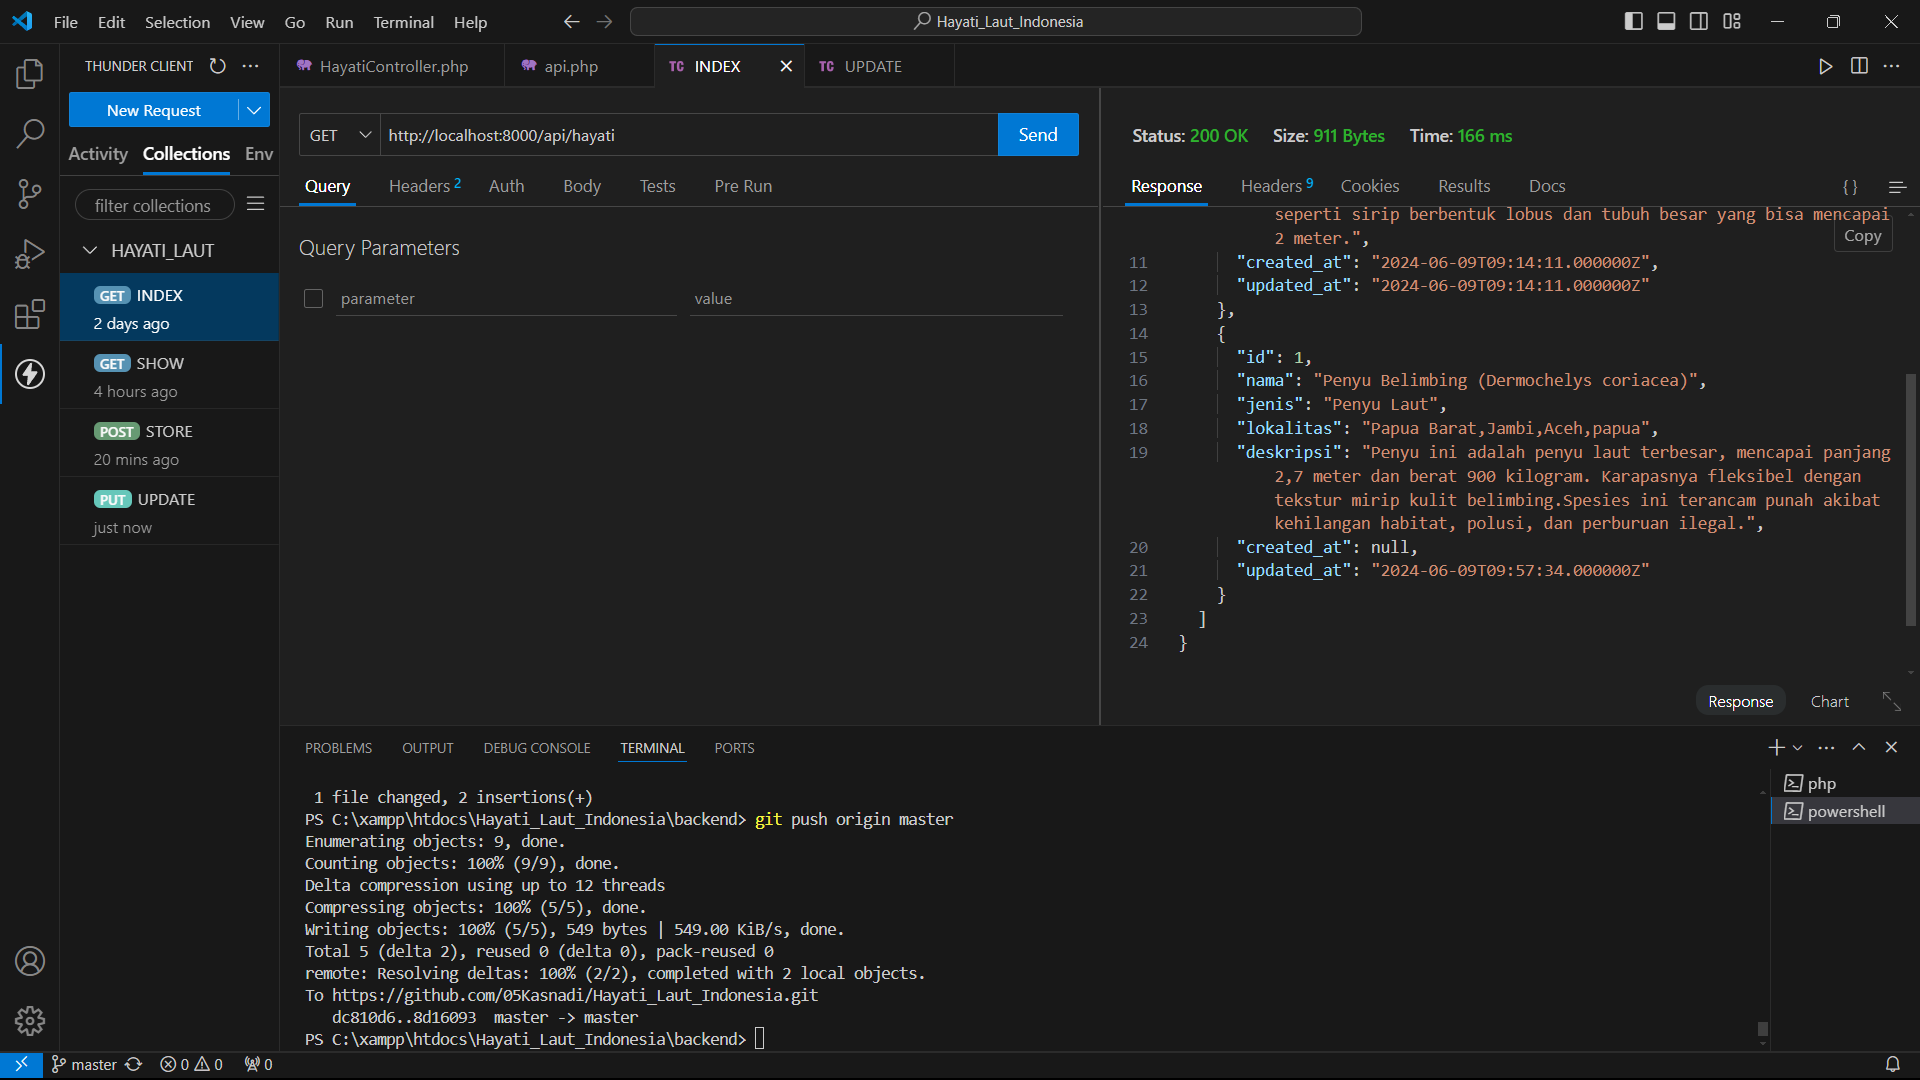 File Edit Selection View Go Run Terminal Help
Hayati_Laut_Indonesia
THUNDER CLIENT
New Request
Activity Collections Env
filter collections
HAYATI_LAUT
GET INDEX
2 days ago
GET SHOW
4 hours ago
POST STORE
20 mins ago
PUT UPDATE
just now
HayatiController.php
api.php
TC INDEX
TC UPDATE
GET http://localhost:8000/api/hayati Send
Query Headers 2 Auth Body Tests Pre Run
Query Parameters
parameter value
Status: 200 OK Size: 911 Bytes Time: 166 ms
Response Headers 9 Cookies Results Docs {}
seperti sirip berbentuk lobus dan tubuh besar yang bisa mencapai
2 meter.",
Copy
11 "created_at": "2024-06-09T09:14:11.000000Z",
12 "updated_at": "2024-06-09T09:14:11.000000Z"
13 },
14 {
15 "id": 1,
16 "nama": "Penyu Belimbing (Dermochelys coriacea)",
17 "jenis": "Penyu Laut",
18 "lokalitas": "Papua Barat,Jambi,Aceh,papua",
19 "deskripsi": "Penyu ini adalah penyu laut terbesar, mencapai panjang
2,7 meter dan berat 900 kilogram. Karapasnya fleksibel dengan
tekstur mirip kulit belimbing.Spesies ini terancam punah akibat
kehilangan habitat, polusi, dan perburuan ilegal.",
20 "created_at": null,
21 "updated_at": "2024-06-09T09:57:34.000000Z"
22 }
23 ]
24 }
Response Chart
PROBLEMS OUTPUT DEBUG CONSOLE TERMINAL PORTS
1 file changed, 2 insertions(+)
PS C:\xampp\htdocs\Hayati_Laut_Indonesia\backend> git push origin master
Enumerating objects: 9, done.
Counting objects: 100% (9/9), done.
Delta compression using up to 12 threads
Compressing objects: 100% (5/5), done.
Writing objects: 100% (5/5), 549 bytes | 549.00 KiB/s, done.
Total 5 (delta 2), reused 0 (delta 0), pack-reused 0
remote: Resolving deltas: 100% (2/2), completed with 2 local objects.
To https://github.com/05Kasnadi/Hayati_Laut_Indonesia.git
dc810d6..8d16093 master -> master
PS C:\xampp\htdocs\Hayati_Laut_Indonesia\backend>
php
powershell
master 0 0 0